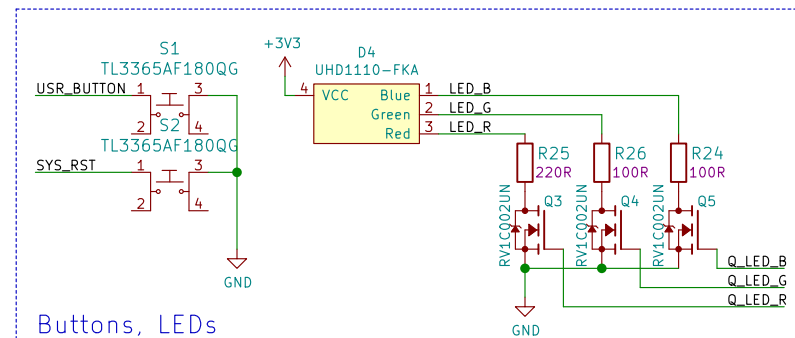 S1
TL3365AF180QG
USR_BUTTON 1 3
2 4
S2
TL3365AF180QG
SYS_RST 1 3
2 4
GND
+3V3
D4
UHD1110-FKA
4 VCC Blue 1 LED_B
Green 2 LED_G
Red 3 LED_R
R25
220R
R26
100R
R24
100R
RV1C002UN Q3
RV1C002UN Q4
RV1C002UN Q5
Q_LED_B
Q_LED_G
Q_LED_R
GND
Buttons, LEDs